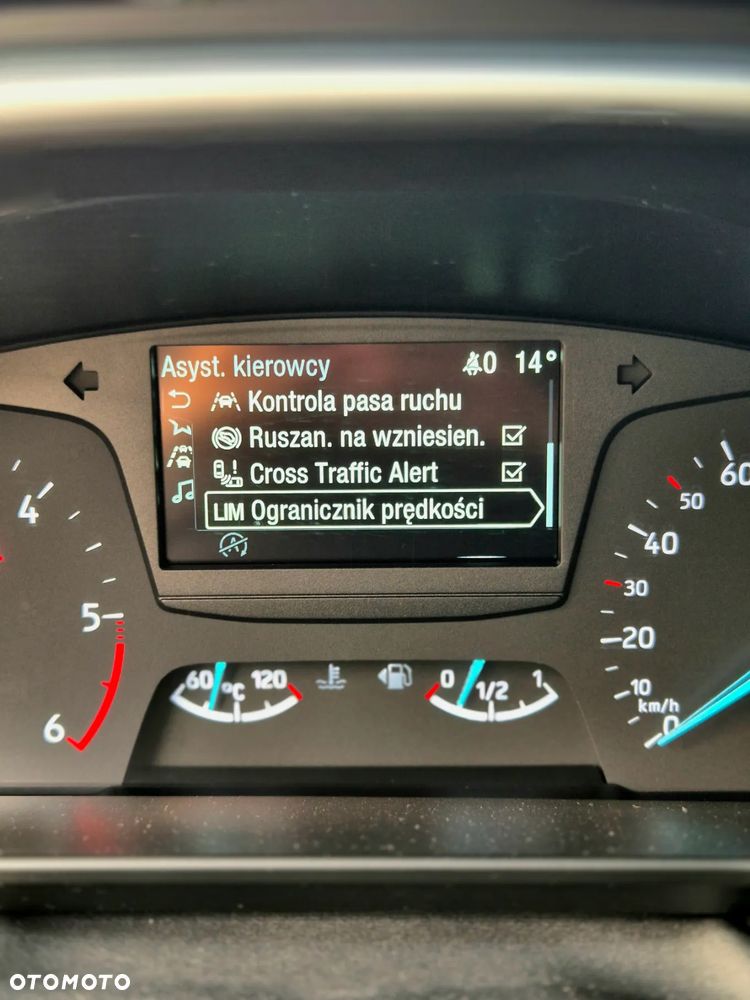 Asyst. kierowcy 0 14°
Kontrola pasa ruchu
Ruszan. na wzniesien.
Cross Traffic Alert
LIM Ogranicznik prędkości
A
4
5
6
60 °C 120
0 1/2 1
60
50
40
30
20
10
km/h
0
OTOMOTO